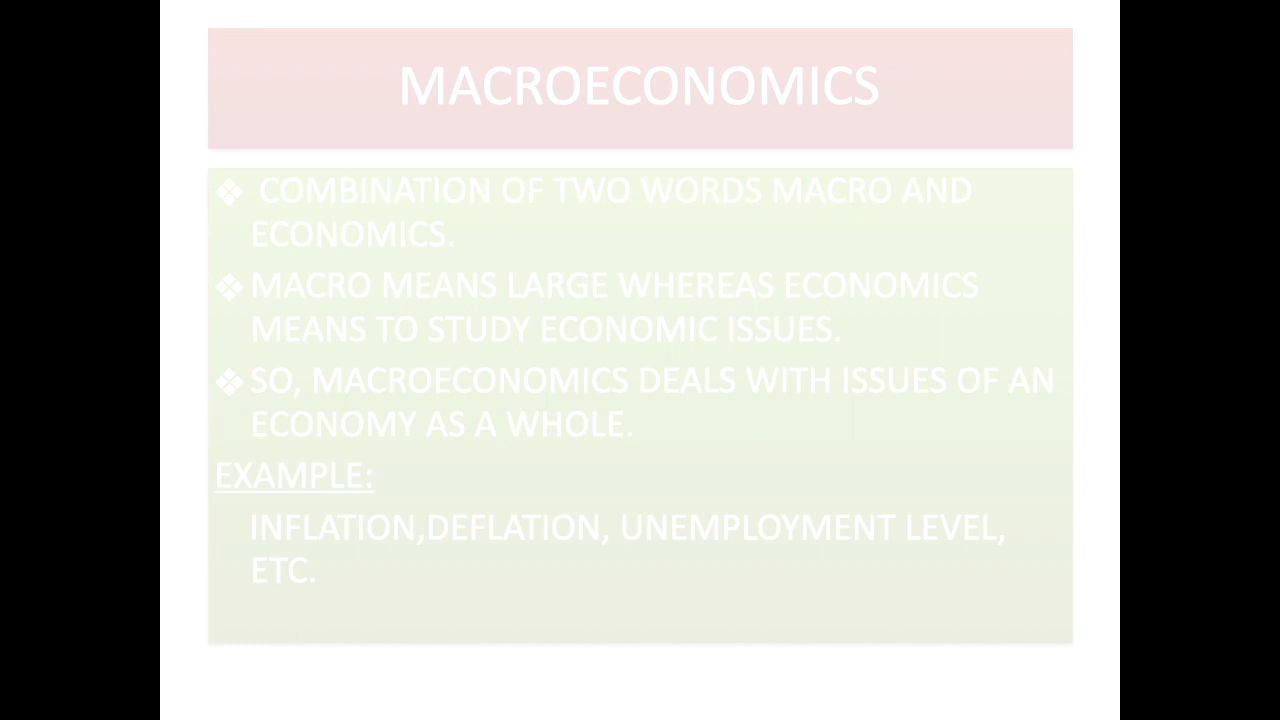 MACROECONOMICS
❖ COMBINATION OF TWO WORDS MACRO AND
ECONOMICS.
❖ MACRO MEANS LARGE WHEREAS ECONOMICS
MEANS TO STUDY ECONOMIC ISSUES.
❖ SO, MACROECONOMICS DEALS WITH ISSUES OF AN
ECONOMY AS A WHOLE.
EXAMPLE:
INFLATION,DEFLATION, UNEMPLOYMENT LEVEL,
ETC.